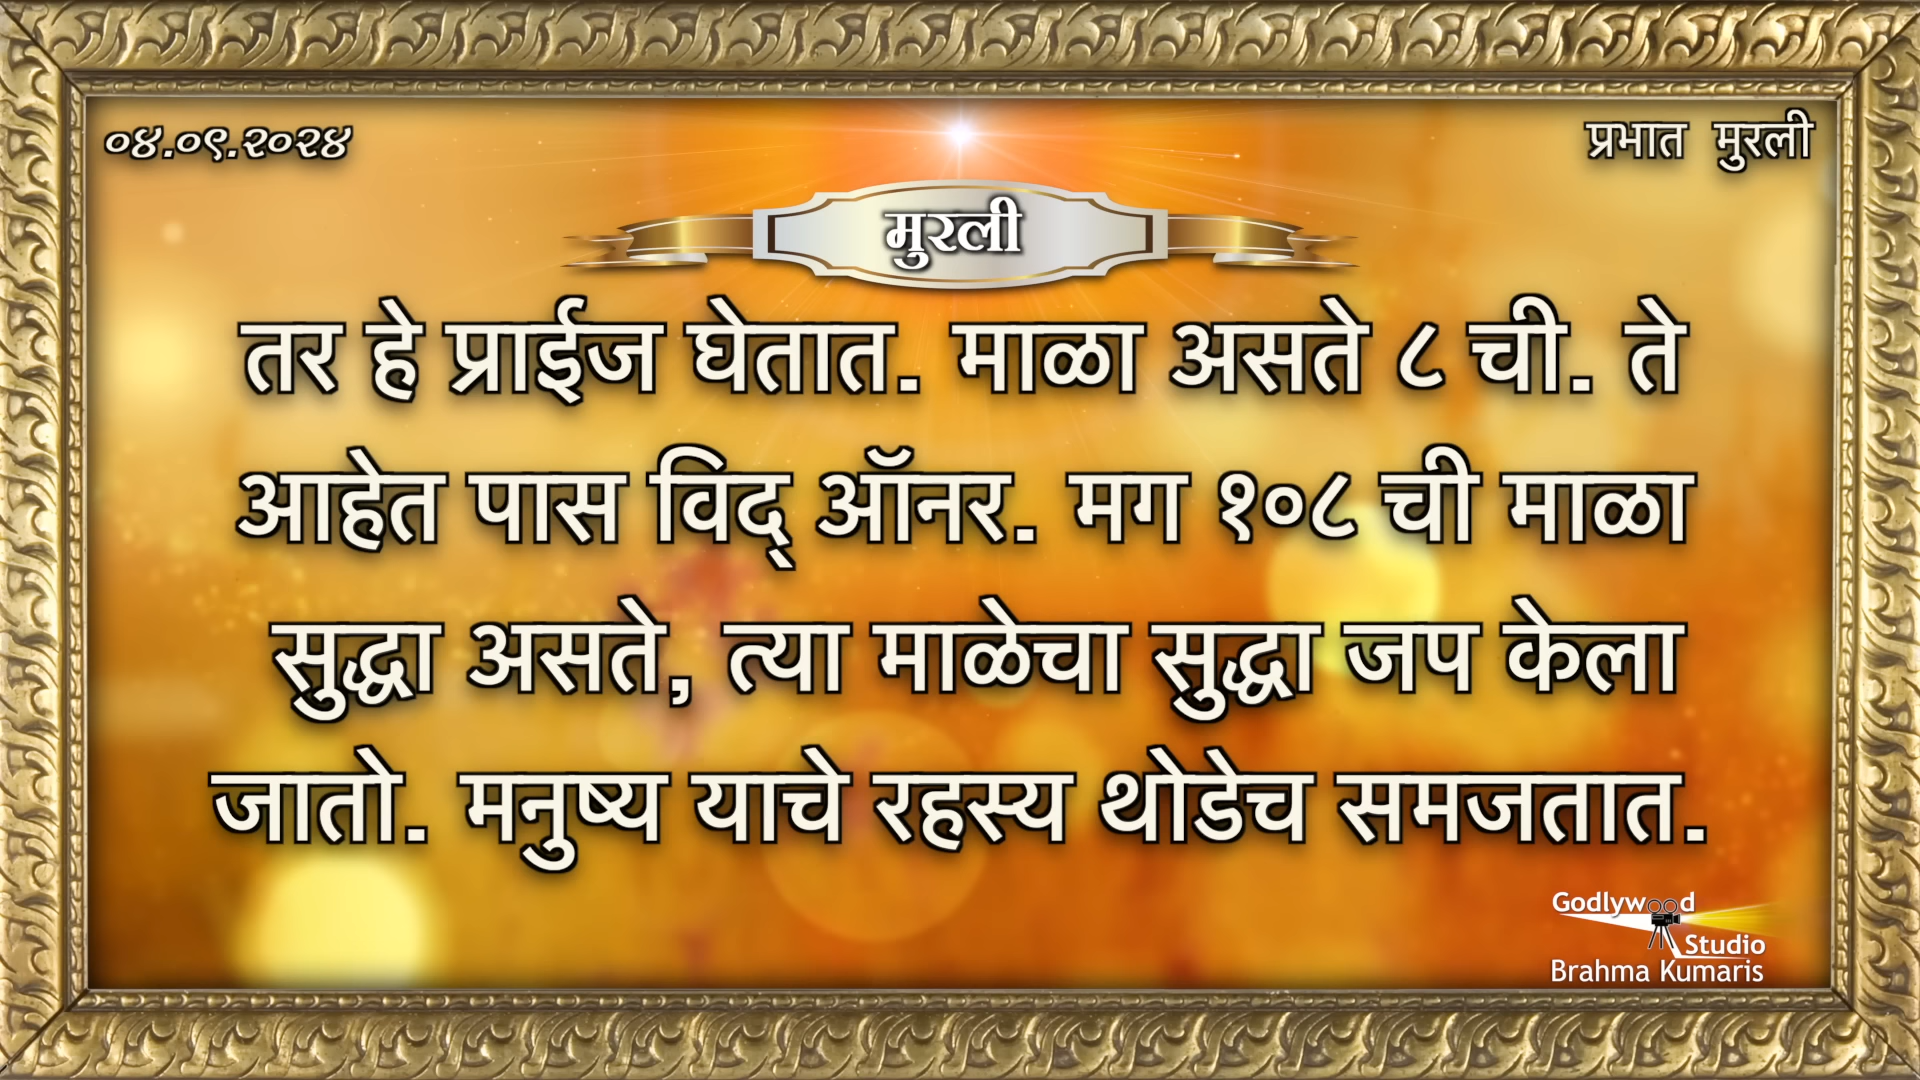 ०४.०९.२०२४
प्रभात मुरली
मुरली
तर हे प्राईज घेतात. माळा असते ८ ची. ते
आहेत पास विद् ऑनर. मग १०८ ची माळा
सुद्धा असते, त्या माळेचा सुद्धा जप केला
जातो. मनुष्य याचे रहस्य थोडेच समजतात.
Godlywood
Studio
Brahma Kumaris